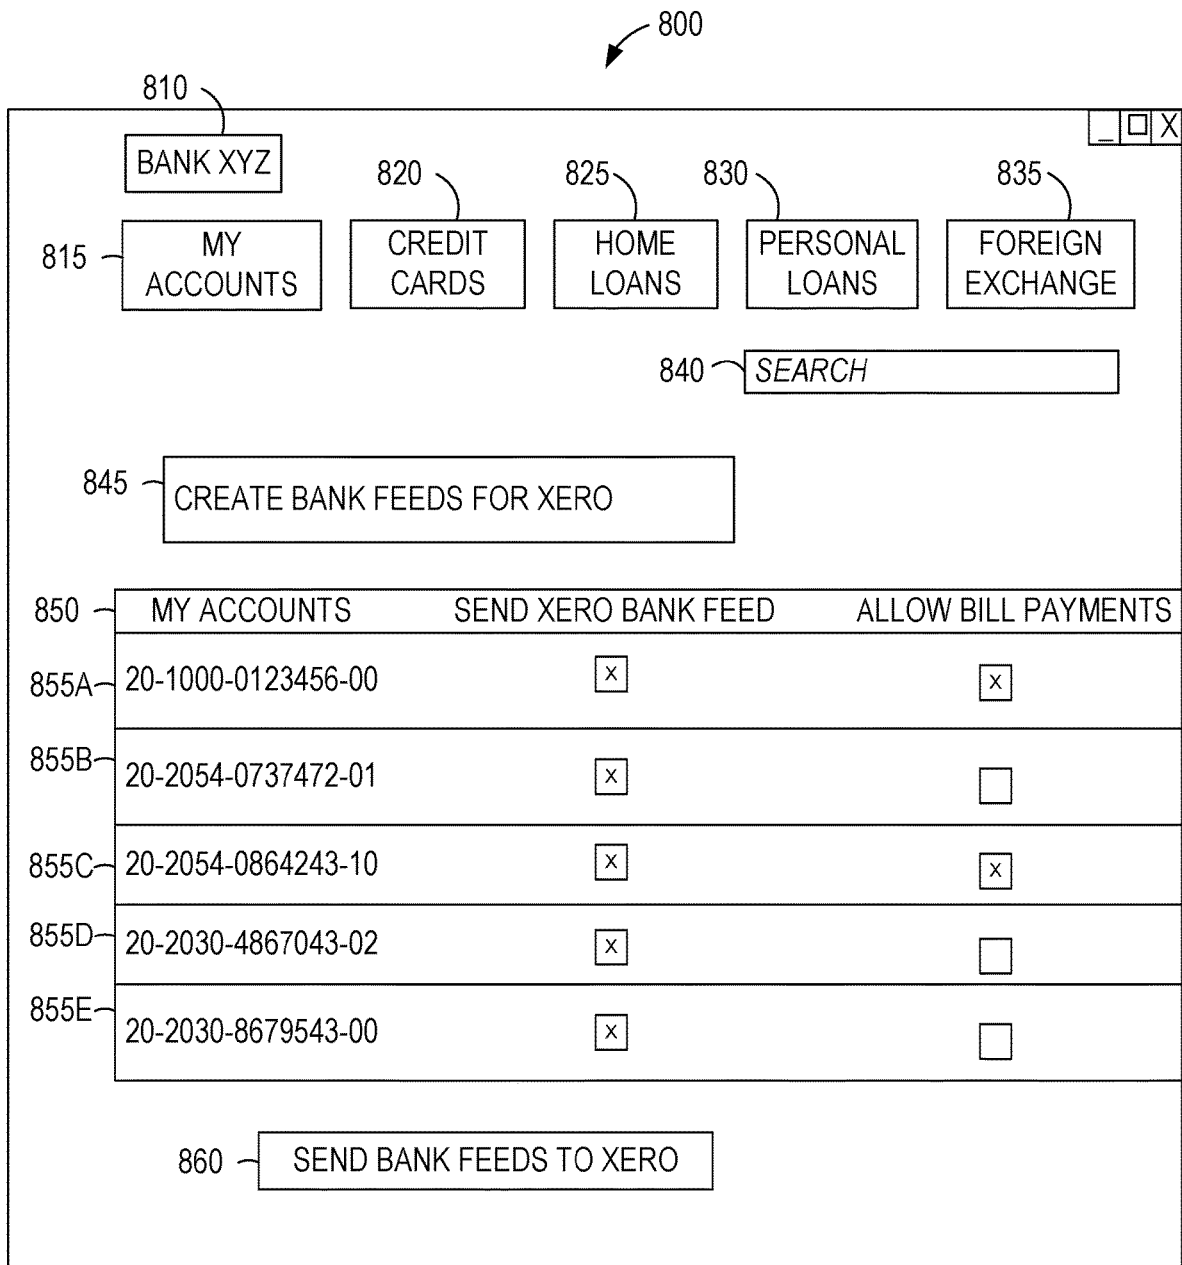 800
810
_ □ X
BANK XYZ
820 825 830 835
815 MY ACCOUNTS
CREDIT CARDS
HOME LOANS
PERSONAL LOANS
FOREIGN EXCHANGE
840 SEARCH
845 CREATE BANK FEEDS FOR XERO
850 MY ACCOUNTS SEND XERO BANK FEED ALLOW BILL PAYMENTS
855A 20-1000-0123456-00 X X
855B 20-2054-0737472-01 X
855C 20-2054-0864243-10 X X
855D 20-2030-4867043-02 X
855E 20-2030-8679543-00 X
860 SEND BANK FEEDS TO XERO